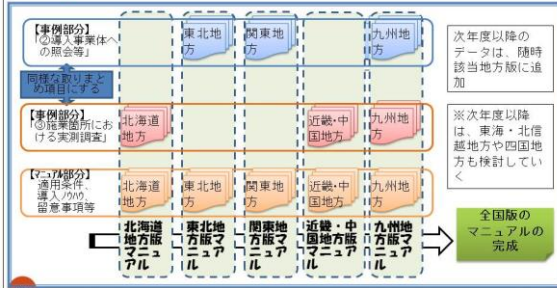 【事例部分】
「②導入事業体へ
の照会等」
東北地
方
関東地
方
九州地
方
次年度以降の
データは、随時
該当地方版に追
加
同様な取りまと
め項目にする
【事例部分】
「③施業箇所にお
ける実測調査」
北海道
地方
近畿・中
国地方
九州地
方
※次年度以降
は、東海・北信
越地方や四国地
方も検討してい
く
【マニュアル部分】
適用条件、
導入ノウハウ、
留意事項等
北海道
地方
東北地
方
関東地
方
近畿・中
国地方
九州地
方
北海道
地方版
マニュ
アル
東北地
方版マ
ニュア
ル
関東地
方版マ
ニュア
ル
近畿・中
国地方版
マニュア
ル
九州地
方版マ
ニュア
ル
全国版の
マニュアルの
完成